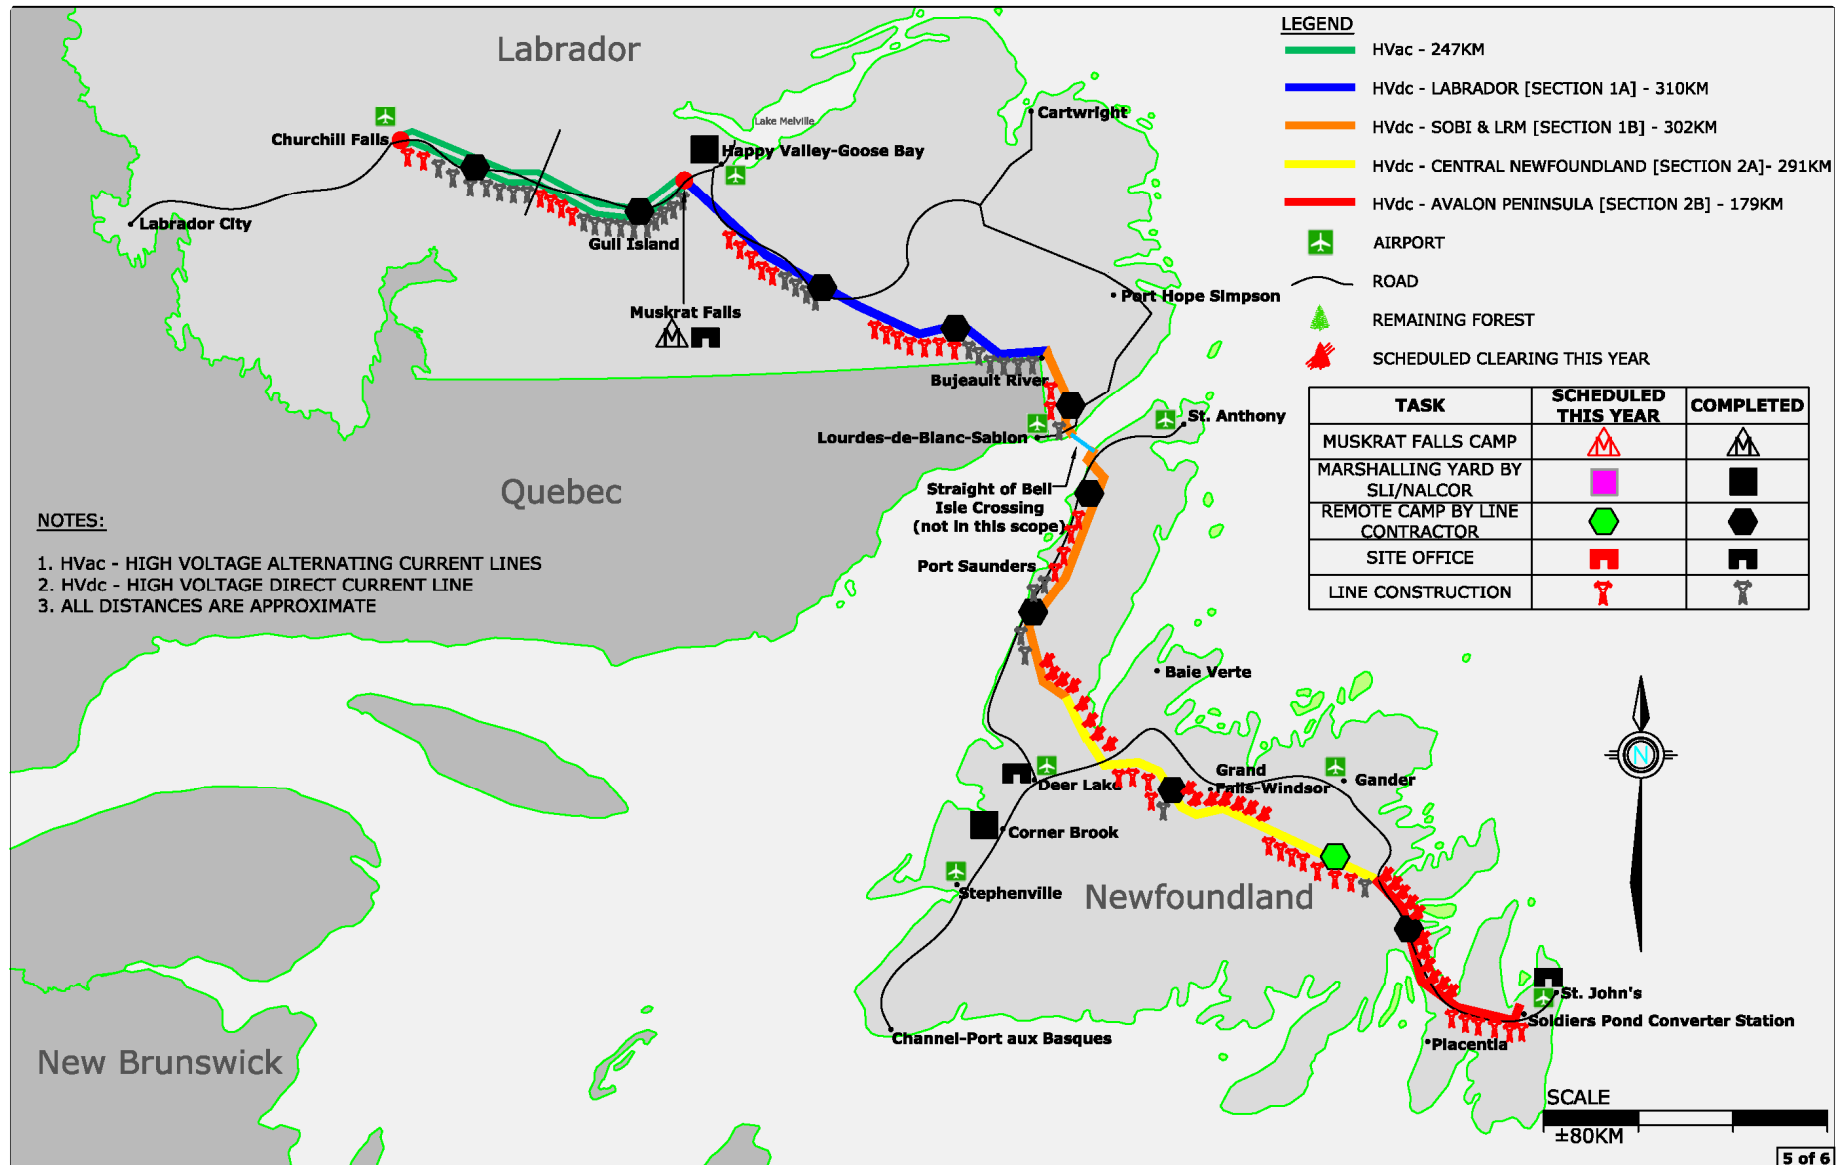 Labrador
Lake Melville
Churchill Falls
Happy Valley-Goose Bay
Cartwright
Labrador City
Gull Island
Muskrat Falls
Port Hope Simpson
Bujeault River
Lourdes-de-Blanc-Sablon
St. Anthony
Quebec
Straight of Bell
Isle Crossing
(not in this scope)
Port Saunders
NOTES:
1. HVac - HIGH VOLTAGE ALTERNATING CURRENT LINES
2. HVdc - HIGH VOLTAGE DIRECT CURRENT LINE
3. ALL DISTANCES ARE APPROXIMATE
Baie Verte
Deer Lake
Grand
Falls-Windsor
Gander
Corner Brook
Stephenville
Newfoundland
Channel-Port aux Basques
St. John's
Soldiers Pond Converter Station
Placentia
New Brunswick
LEGEND
HVac - 247KM
HVdc - LABRADOR [SECTION 1A] - 310KM
HVdc - SOBI & LRM [SECTION 1B] - 302KM
HVdc - CENTRAL NEWFOUNDLAND [SECTION 2A]- 291KM
HVdc - AVALON PENINSULA [SECTION 2B] - 179KM
AIRPORT
ROAD
REMAINING FOREST
SCHEDULED CLEARING THIS YEAR
TASK
SCHEDULED
THIS YEAR
COMPLETED
MUSKRAT FALLS CAMP
MARSHALLING YARD BY
SLI/NALCOR
REMOTE CAMP BY LINE
CONTRACTOR
SITE OFFICE
LINE CONSTRUCTION
N
SCALE
±80KM
5 of 6